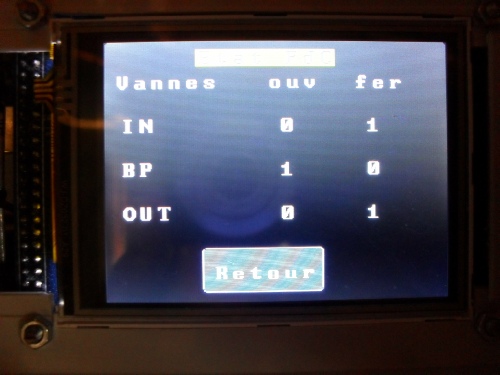 Vannes ouv fer
IN 0 1
BP 1 0
OUT 0 1
Retour